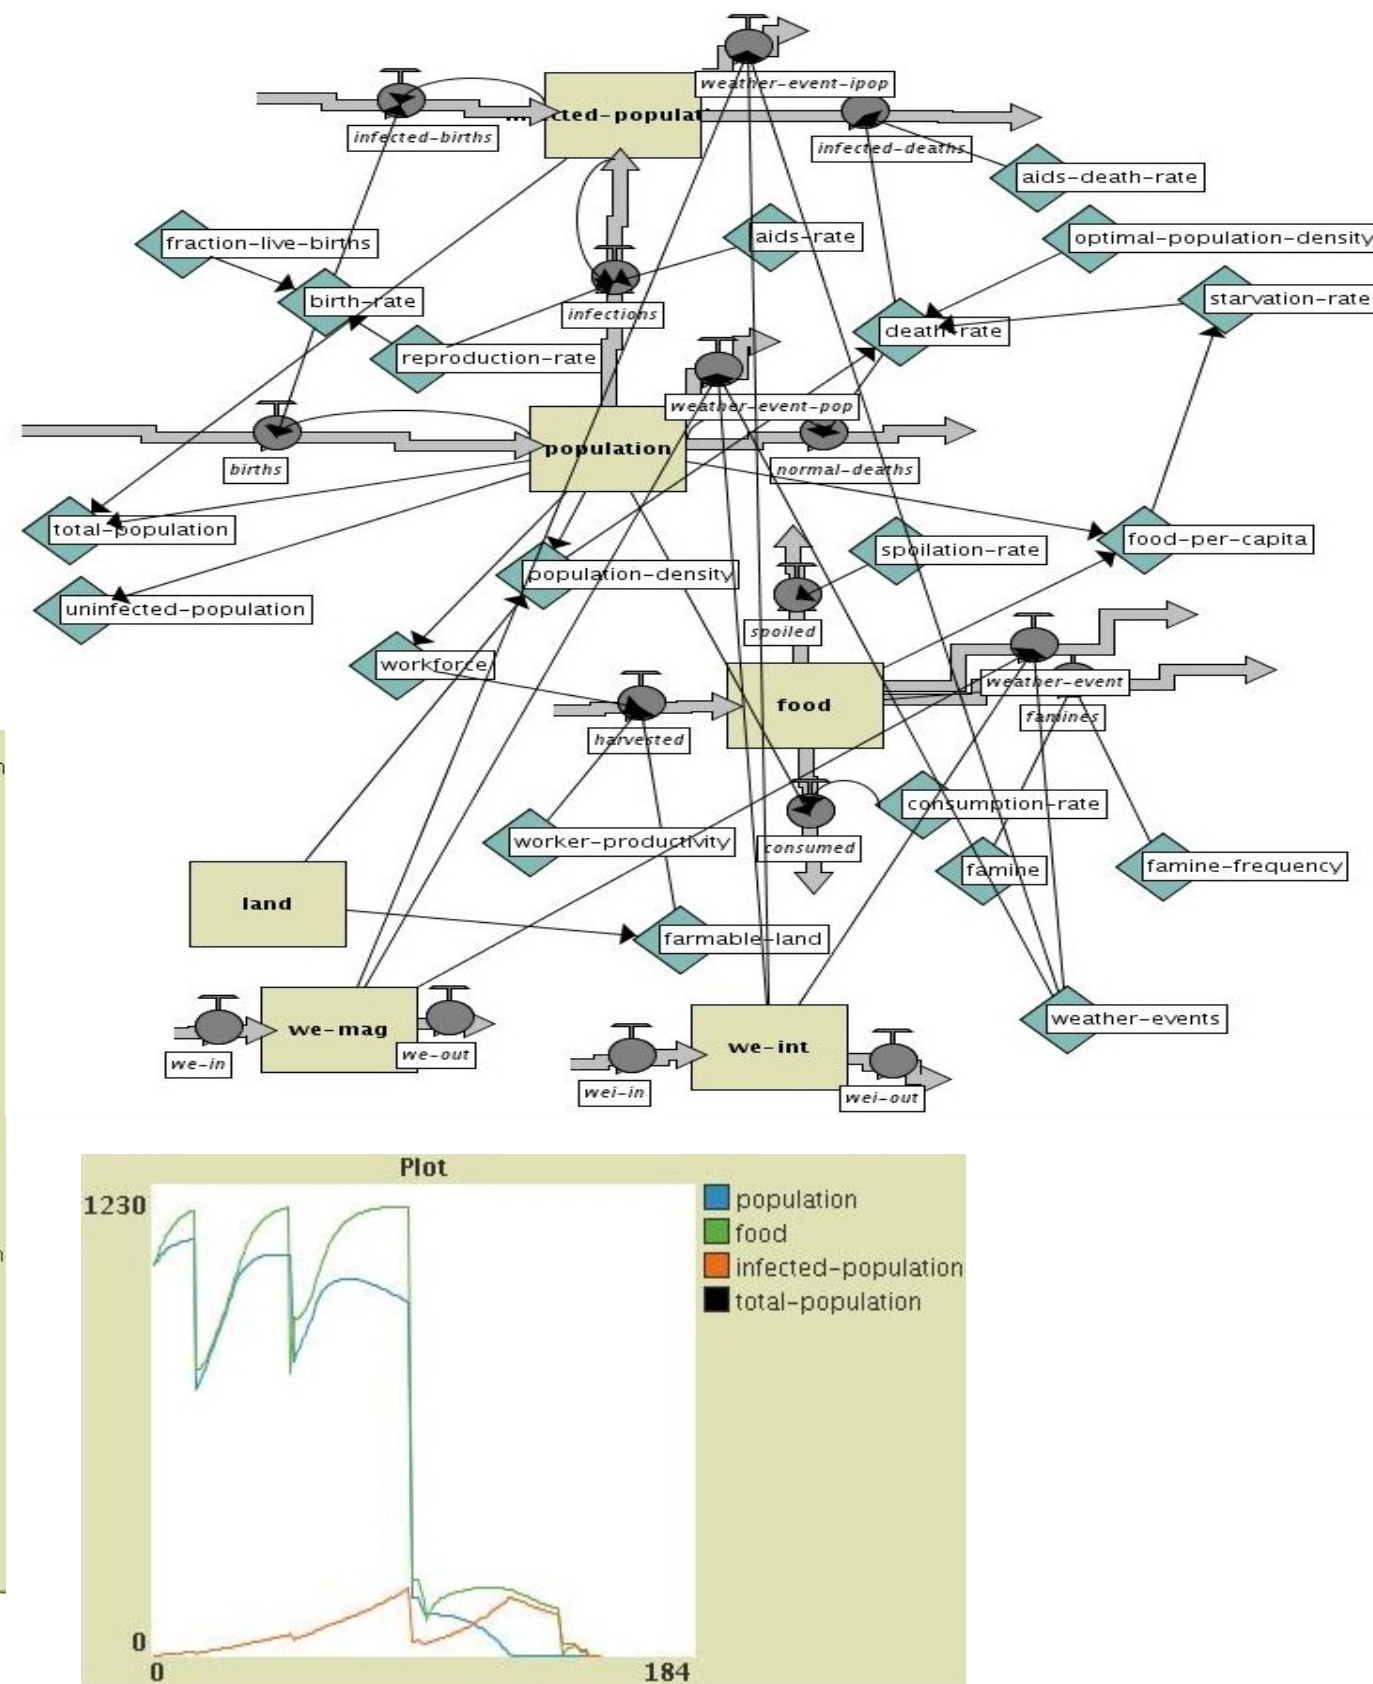 weather-event-ipop
infected-births
infected-deaths
aids-death-rate
fraction-live-births
aids-rate
optimal-population-density
birth-rate
infections
starvation-rate
death-rate
reproduction-rate
weather-event-pop
population
births
normal-deaths
total-population
food-per-capita
spoilation-rate
population-density
uninfected-population
spoiled
workforce
weather-event
food
famines
harvested
consumption-rate
worker-productivity
consumed
famine
famine-frequency
land
farmable-land
weather-events
we-mag
we-int
we-in
we-out
wei-in
wei-out
Plot
1230
population
food
infected-population
total-population
0
0
184